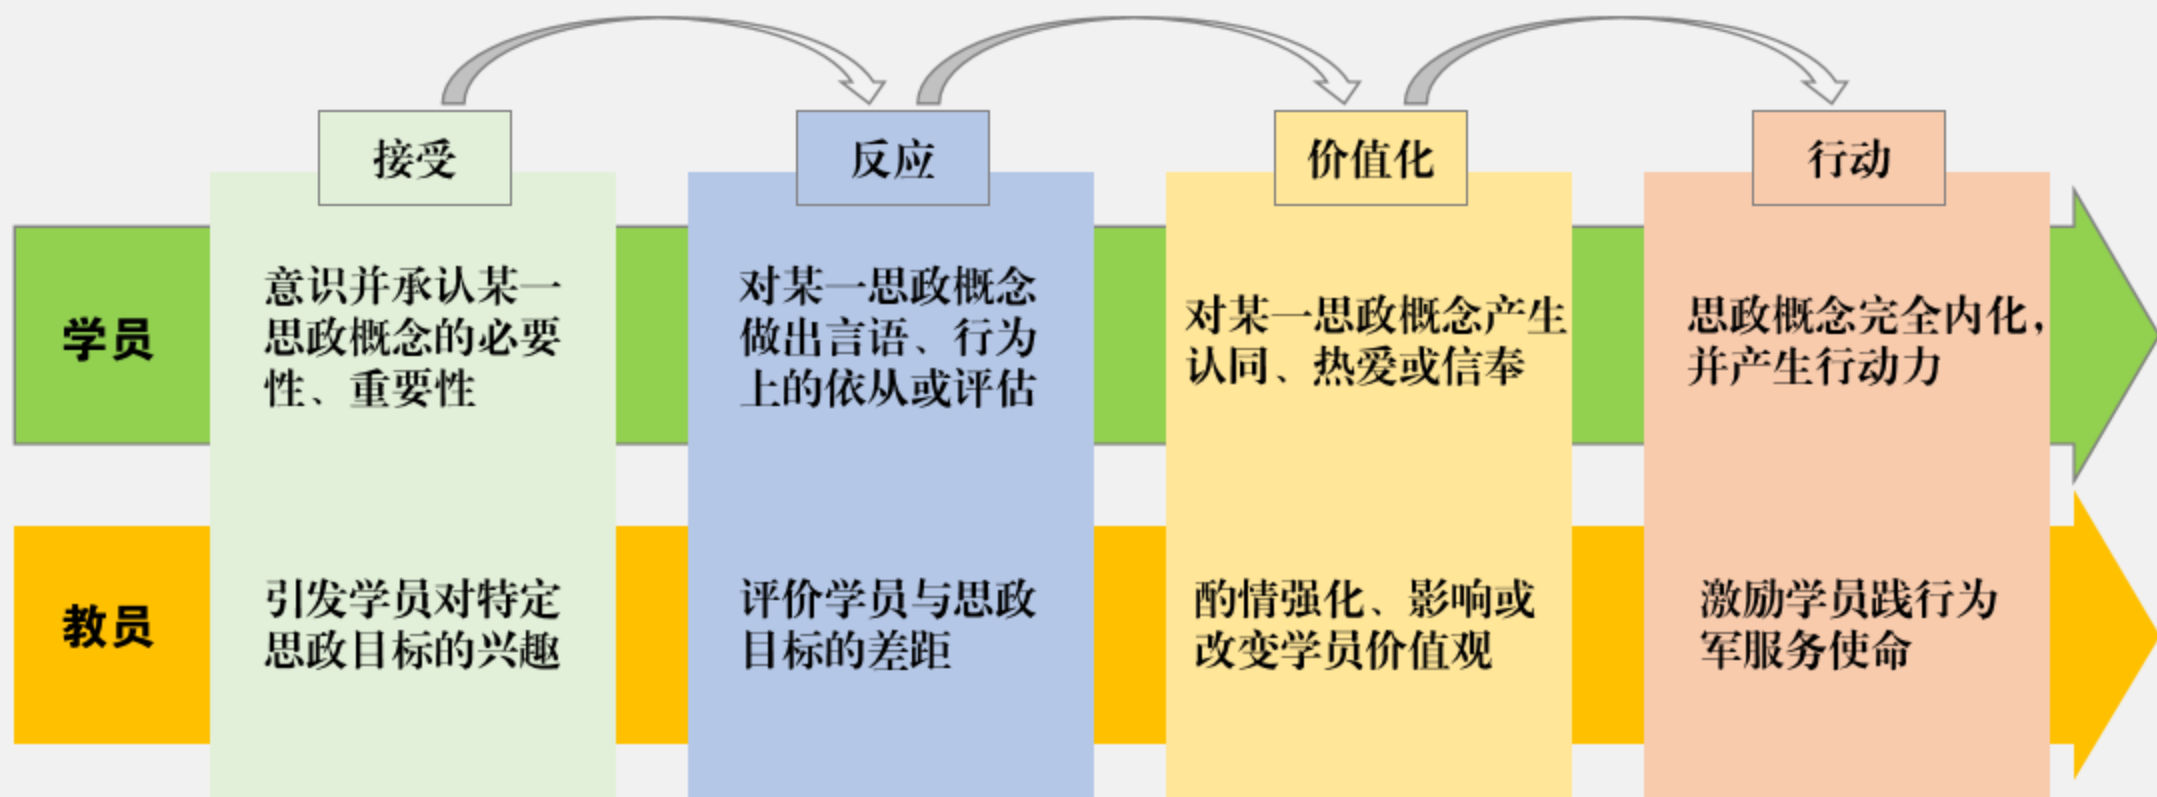 接受
反应
价值化
行动
学员
意识并承认某一
思政概念的必要
性、重要性
对某一思政概念
做出言语、行为
上的依从或评估
对某一思政概念产生
认同、热爱或信奉
思政概念完全内化，
并产生行动力
教员
引发学员对特定
思政目标的兴趣
评价学员与思政
目标的差距
酌情强化、影响或
改变学员价值观
激励学员践行为
军服务使命